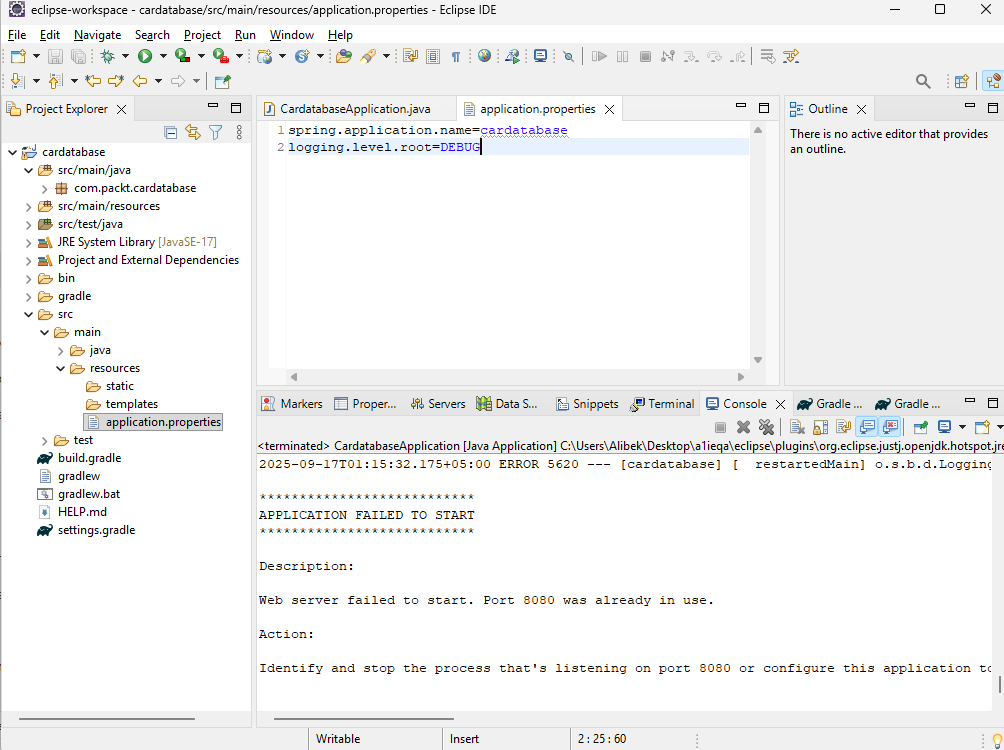 eclipse-workspace - cardatabase/src/main/resources/application.properties - Eclipse IDE
File Edit Navigate Search Project Run Window Help
Project Explorer
cardatabase
src/main/java
com.packt.cardatabase
src/main/resources
src/test/java
JRE System Library [JavaSE-17]
Project and External Dependencies
bin
gradle
src
main
java
resources
static
templates
application.properties
test
build.gradle
gradlew
gradlew.bat
HELP.md
settings.gradle
CardatabaseApplication.java application.properties
1 spring.application.name=cardatabase
2 logging.level.root=DEBUG
Outline
There is no active editor that provides
an outline.
Markers Proper... Servers Data S... Snippets Terminal Console Gradle ... Gradle ...
<terminated> CardatabaseApplication [Java Application] C:\Users\Alibek\Desktop\a1ieqa\eclipse\plugins\org.eclipse.justj.openjdk.hotspot.jre
2025-09-17T01:15:32.175+05:00 ERROR 5620 --- [cardatabase] [  restartedMain] o.s.b.d.Logging
***************************
APPLICATION FAILED TO START
***************************
Description:
Web server failed to start. Port 8080 was already in use.
Action:
Identify and stop the process that's listening on port 8080 or configure this application to
Writable Insert 2 : 25 : 60